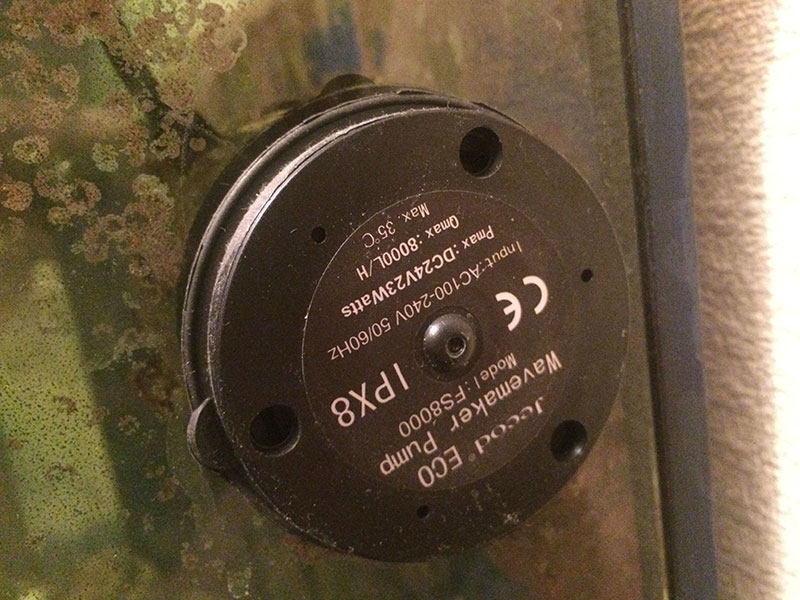 Jecod® ECO
Wavemaker Pump
Model:FS8000
IPX8
CE
Input:AC100-240V 50/60Hz
Pmax:DC24V23Watts
Qmax:8000L/H
Max. 35°C